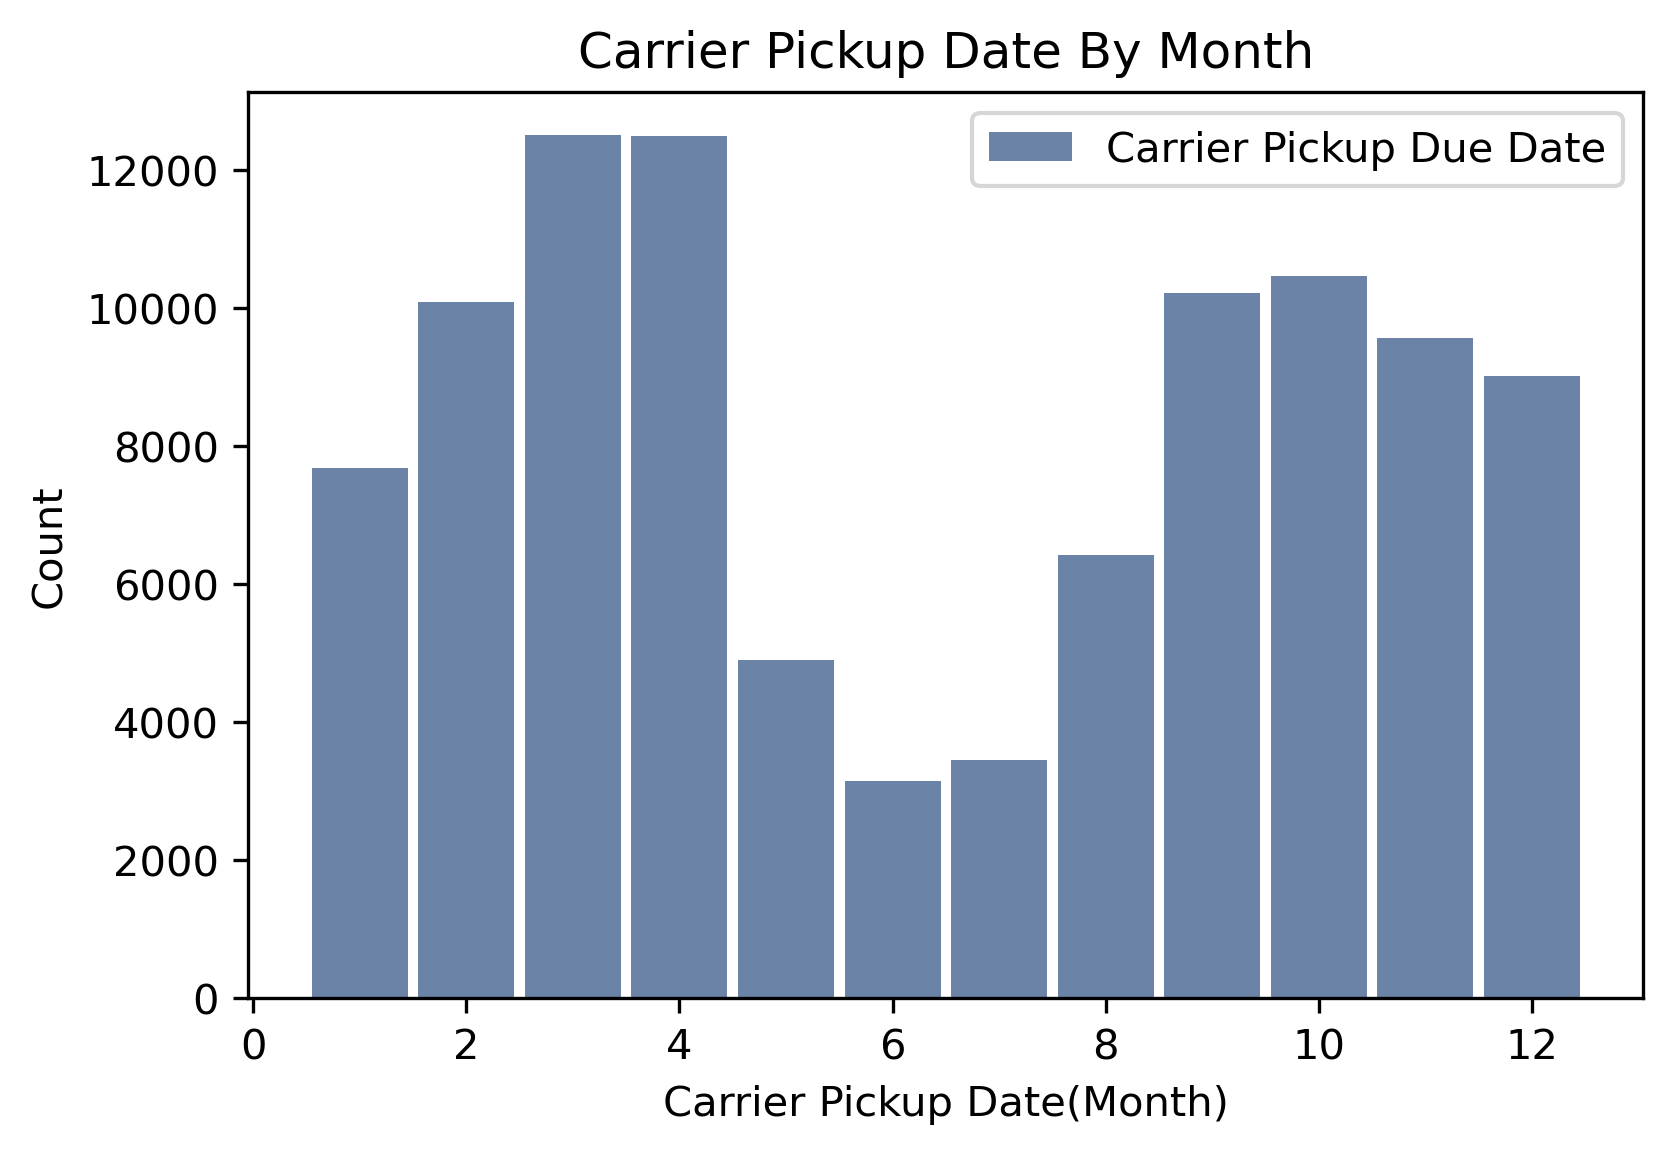 Carrier Pickup Date By Month
Carrier Pickup Due Date
12000
10000
8000
6000
4000
2000
0
Count
0 2 4 6 8 10 12
Carrier Pickup Date(Month)